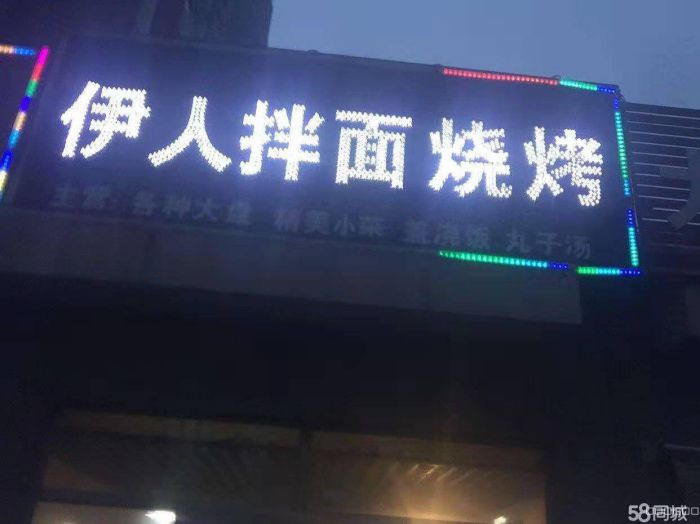 伊人拌面烧烤
主营:各种大盘 精美小菜 盖浇饭 丸子汤
58同城